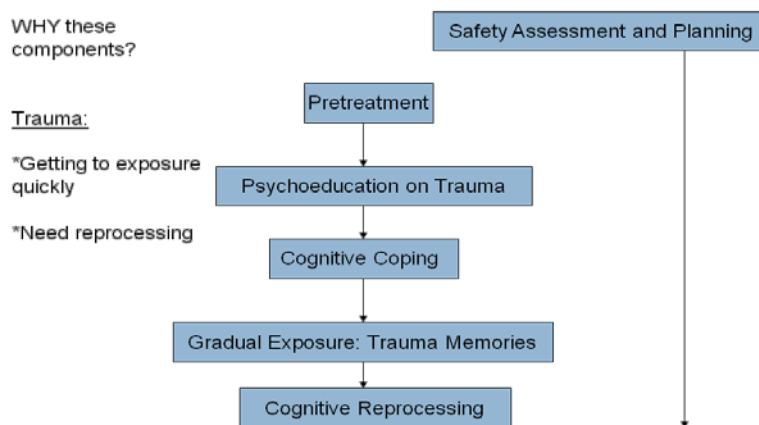 WHY these
components?
Safety Assessment and Planning
Pretreatment
Trauma:
*Getting to exposure
quickly
Psychoeducation on Trauma
*Need reprocessing
Cognitive Coping
Gradual Exposure: Trauma Memories
Cognitive Reprocessing